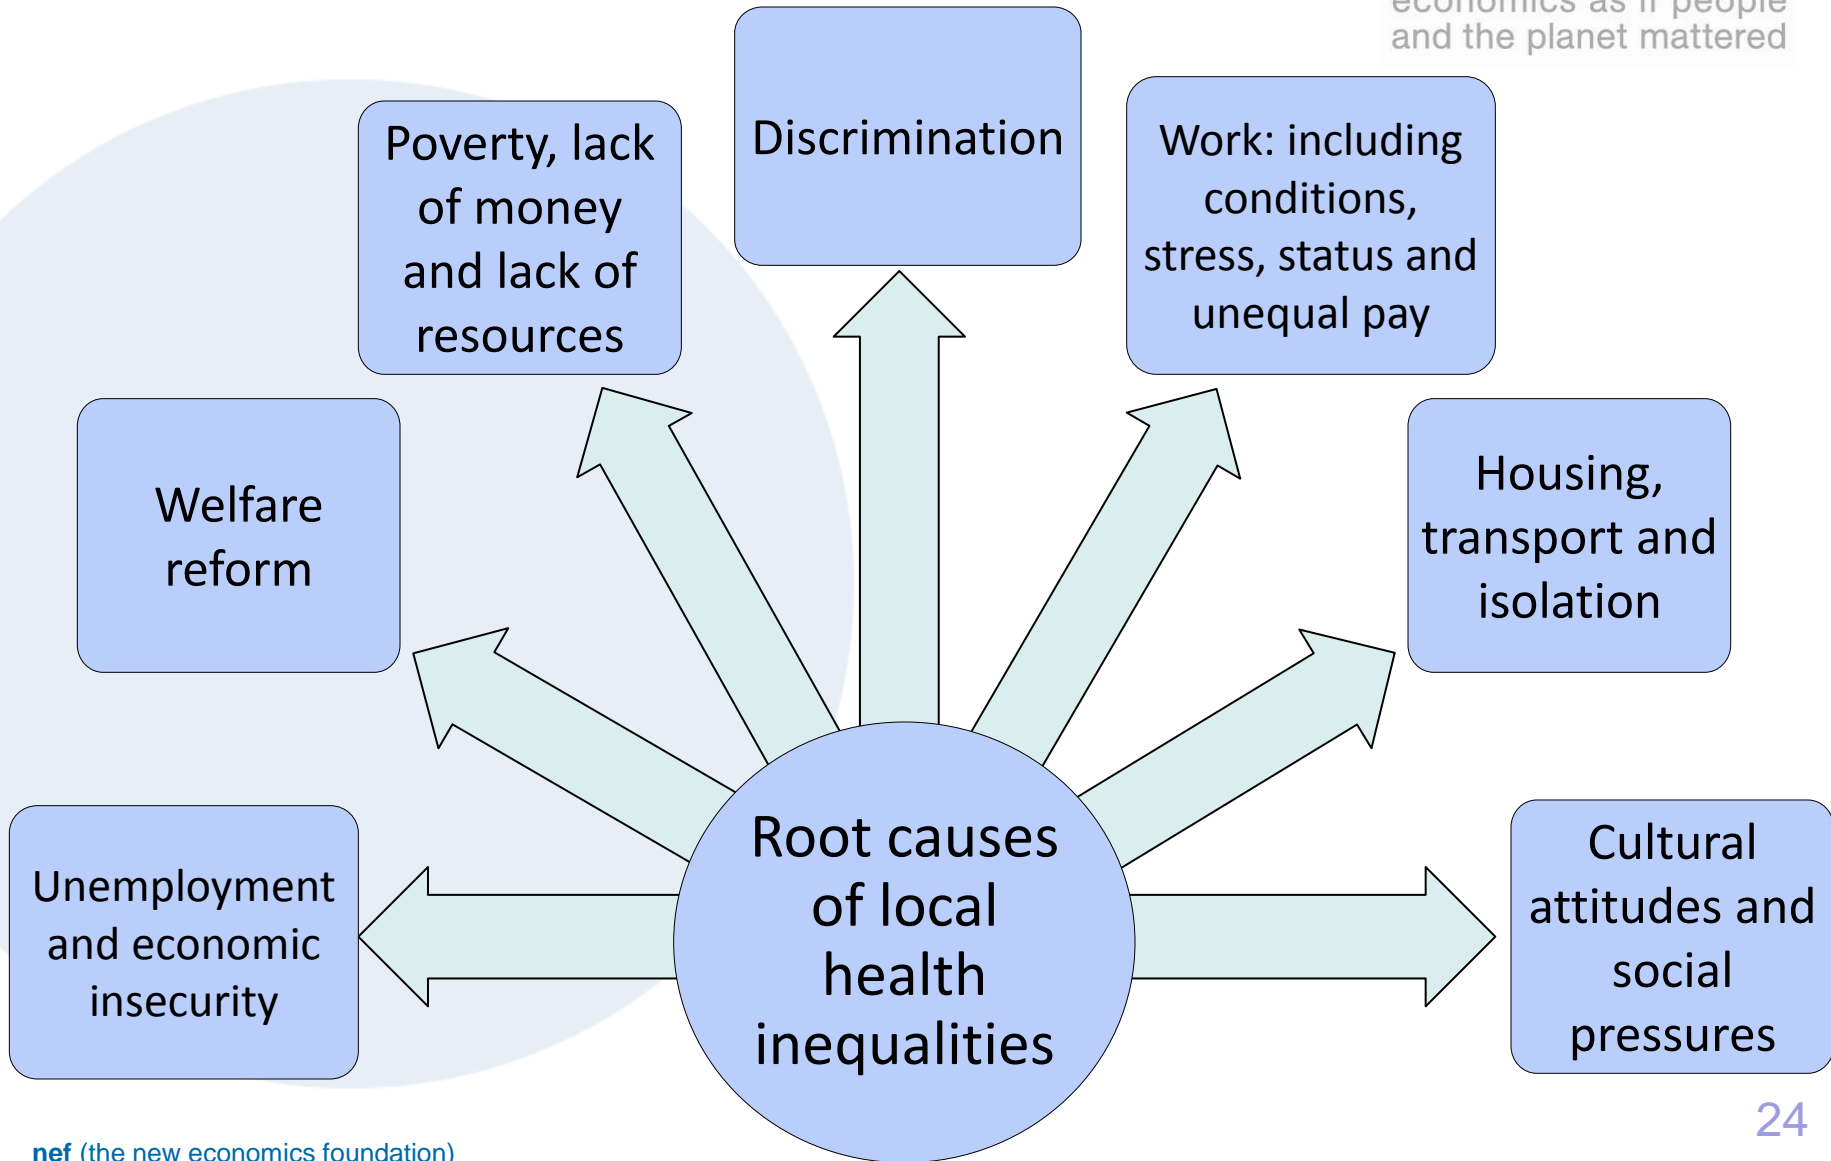 economics as if people
and the planet mattered
Discrimination
Poverty, lack
of money
and lack of
resources
Work: including
conditions,
stress, status and
unequal pay
Welfare
reform
Housing,
transport and
isolation
Unemployment
and economic
insecurity
Root causes
of local
health
inequalities
Cultural
attitudes and
social
pressures
24
nef (the new economics foundation)